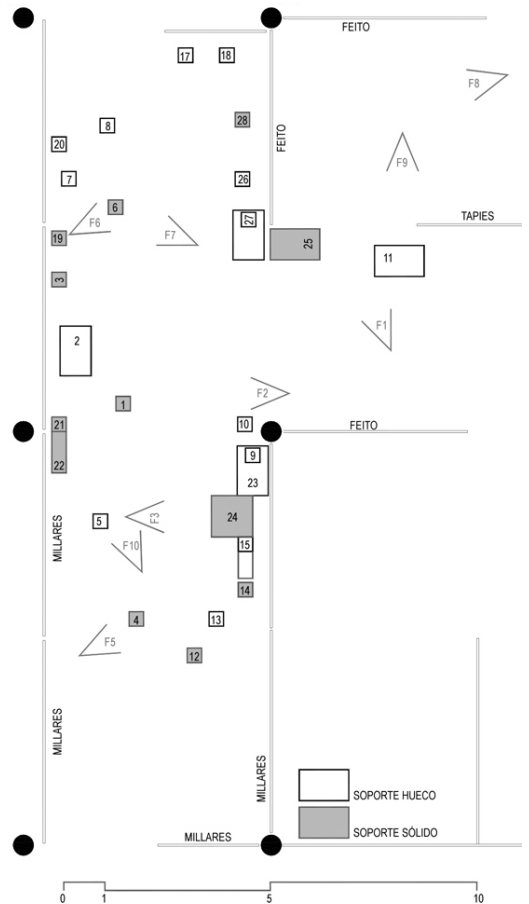 FEITO
17
18
F8
28
8
FEITO
20
F9
7
26
6
F6
27
TAPIES
19
F7
25
11
3
F1
2
F2
1
21
10
FEITO
9
22
23
MILLARES
5
F3
24
F10
15
14
4
13
F5
12
MILLARES
MILLARES
SOPORTE HUECO
SOPORTE SÓLIDO
MILLARES
0
1
5
10